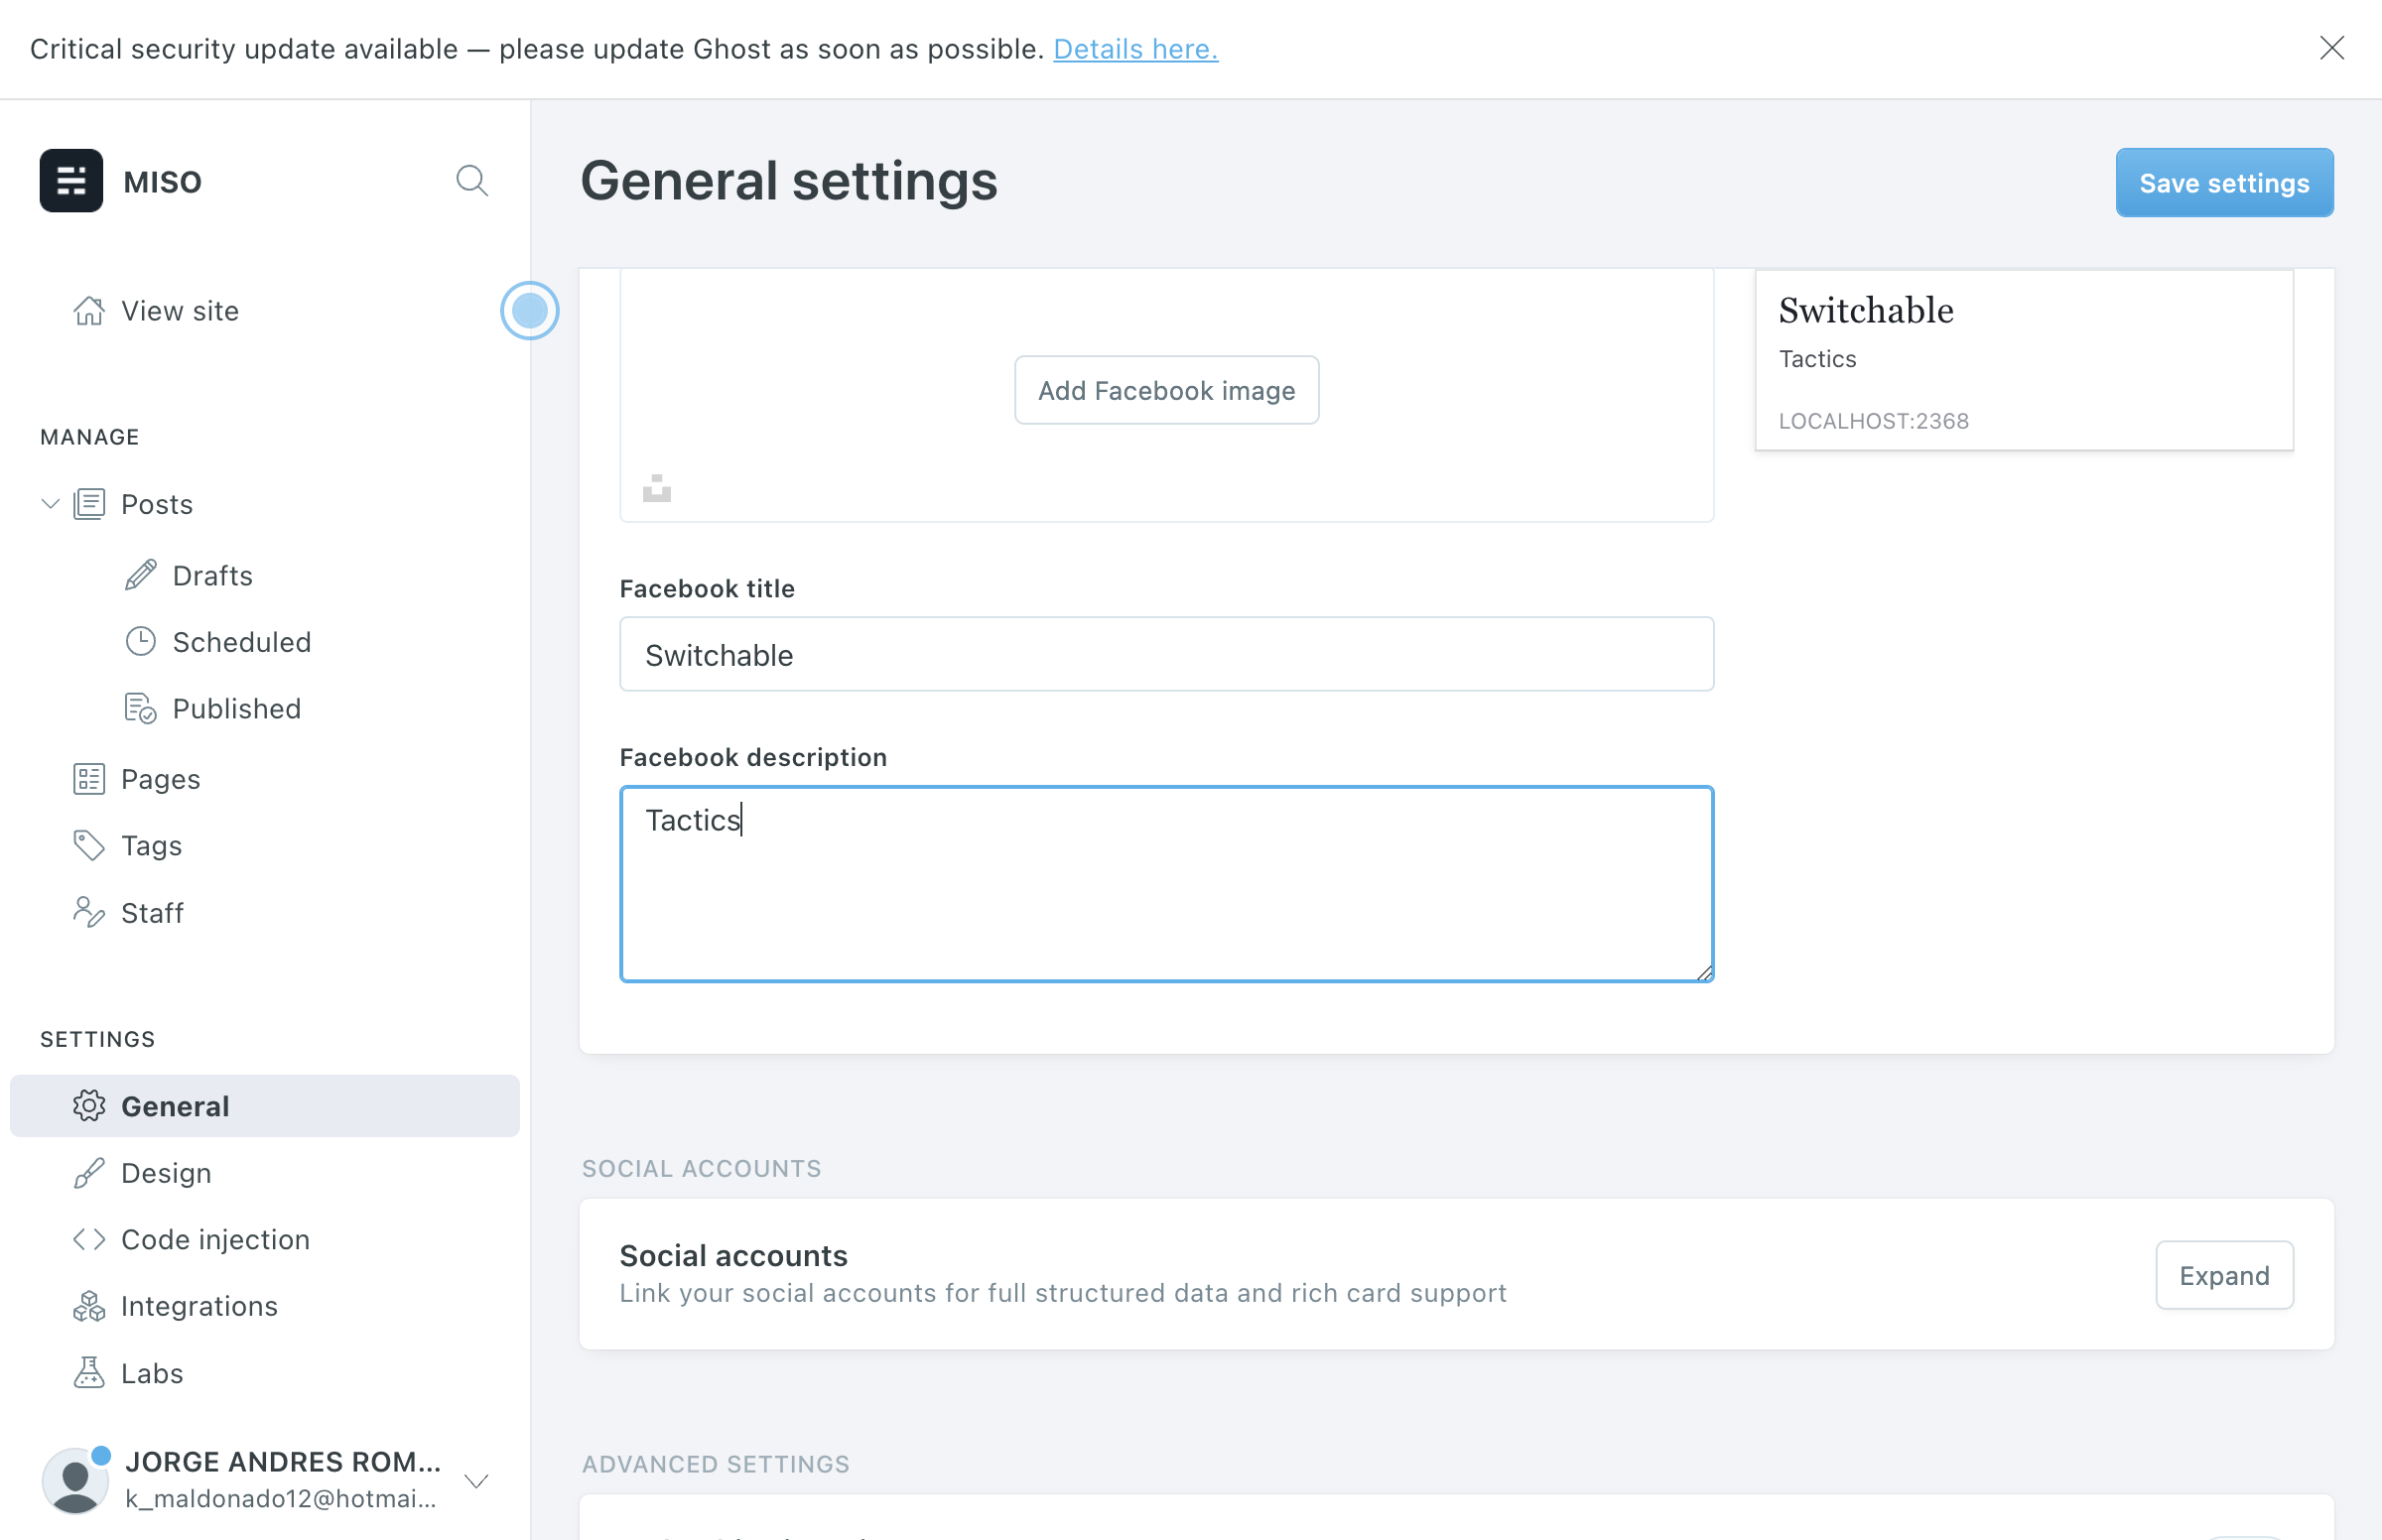 Critical security update available — please update Ghost as soon as possible. Details here.
MISO
General settings
Save settings
View site
MANAGE
Posts
Drafts
Scheduled
Published
Pages
Tags
Staff
SETTINGS
General
Design
Code injection
Integrations
Labs
JORGE ANDRES ROM...
k_maldonado12@hotmai...
Add Facebook image
Switchable
Tactics
LOCALHOST:2368
Facebook title
Switchable
Facebook description
Tactics
SOCIAL ACCOUNTS
Social accounts
Link your social accounts for full structured data and rich card support
Expand
ADVANCED SETTINGS